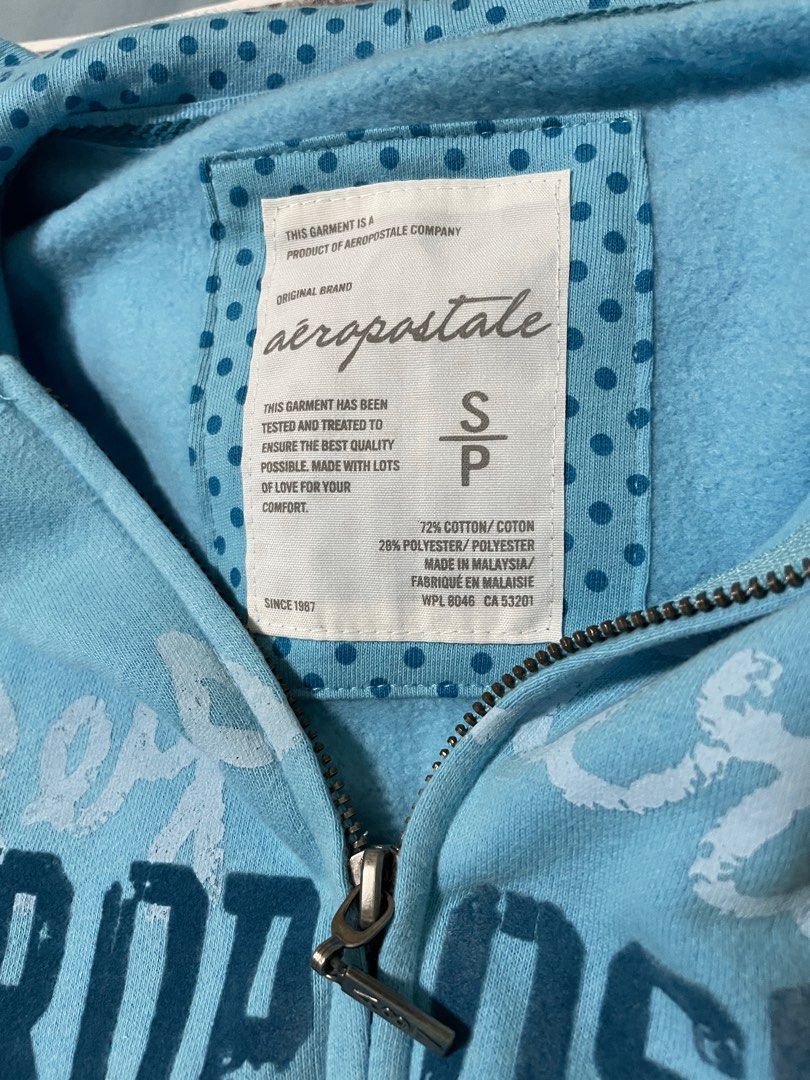 THIS GARMENT IS A
PRODUCT OF AEROPOSTALE COMPANY
ORIGINAL BRAND
aéropostale
THIS GARMENT HAS BEEN
TESTED AND TREATED TO
ENSURE THE BEST QUALITY
POSSIBLE. MADE WITH LOTS
OF LOVE FOR YOUR
COMFORT.
S
P
72% COTTON/ COTON
28% POLYESTER/ POLYESTER
MADE IN MALAYSIA/
FABRIQUÉ EN MALAISIE
SINCE 1987
WPL 8046 CA 53201